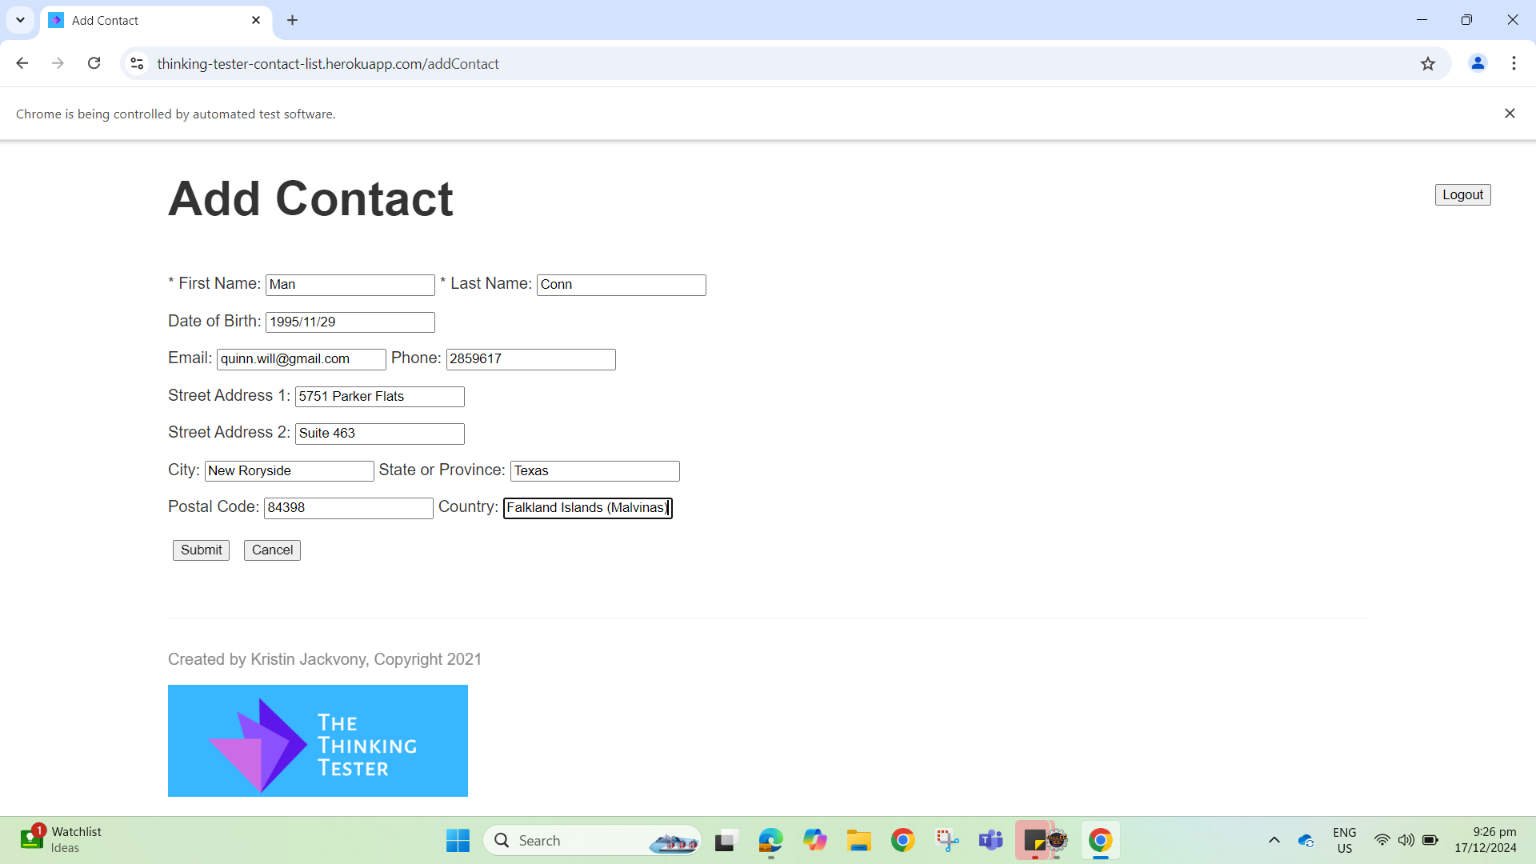 Add Contact
thinking-tester-contact-list.herokuapp.com/addContact
Chrome is being controlled by automated test software.
Add Contact
Logout
* First Name: Man * Last Name: Conn
Date of Birth: 1995/11/29
Email: quinn.will@gmail.com Phone: 2859617
Street Address 1: 5751 Parker Flats
Street Address 2: Suite 463
City: New Roryside State or Province: Texas
Postal Code: 84398 Country: Falkland Islands (Malvinas)
Submit Cancel
Created by Kristin Jackvony, Copyright 2021
THE
THINKING
TESTER
1
Watchlist
Ideas
Search
ENG
US
9:26 pm
17/12/2024